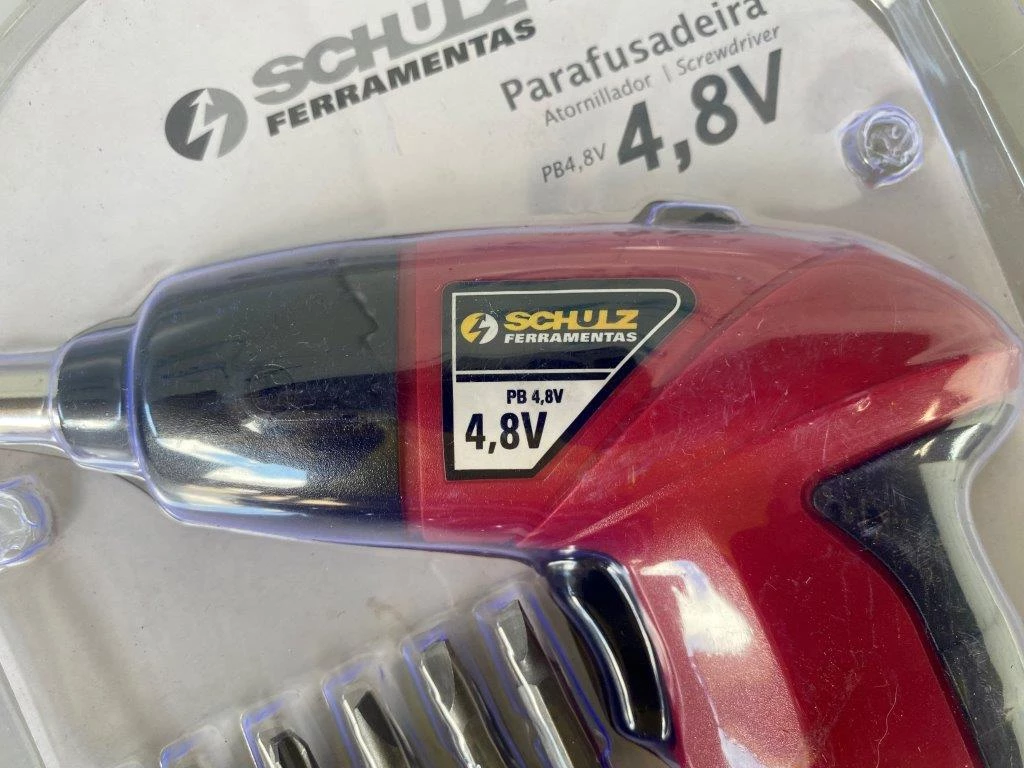 SCHULZ
FERRAMENTAS
Parafusadeira
Atornillador | Screwdriver
PB4,8V 4,8V
SCHULZ
FERRAMENTAS
PB 4,8V
4,8V